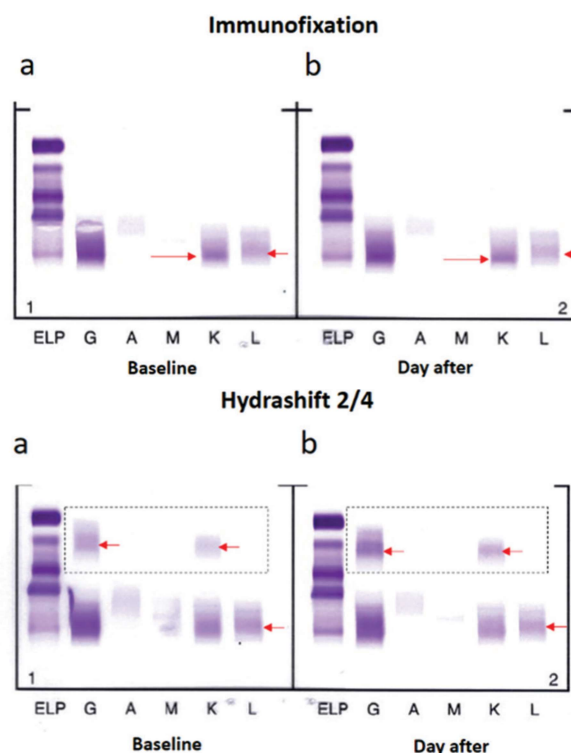 Immunofixation
a b
1 2
ELP G A M K L ELP G A M K L
Baseline Day after
Hydrashift 2/4
a b
1 2
ELP G A M K L ELP G A M K L
Baseline Day after